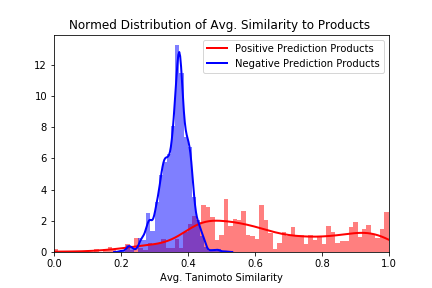 Normed Distribution of Avg. Similarity to Products
Positive Prediction Products
Negative Prediction Products
12
10
8
6
4
2
0
0.0 0.2 0.4 0.6 0.8 1.0
Avg. Tanimoto Similarity